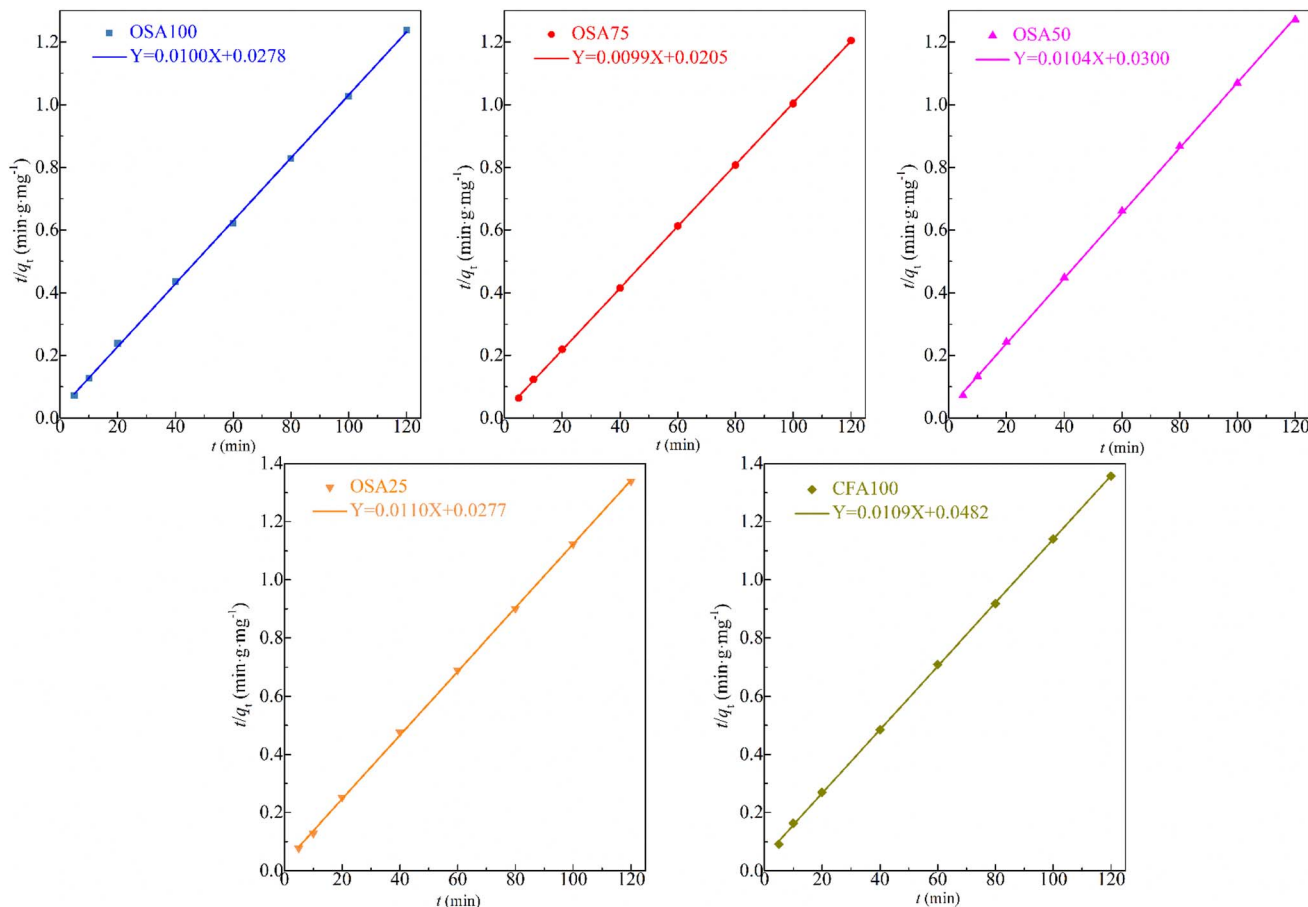 OSA100
Y=0.0100X+0.0278
1.2
1.0
0.8
0.6
0.4
0.2
0.0
t/qt (min·g·mg-1)
0 20 40 60 80 100 120
t (min)
OSA75
Y=0.0099X+0.0205
1.2
1.0
0.8
0.6
0.4
0.2
0.0
t/qt (min·g·mg-1)
0 20 40 60 80 100 120
t (min)
OSA50
Y=0.0104X+0.0300
1.2
1.0
0.8
0.6
0.4
0.2
0.0
t/qt (min·g·mg-1)
0 20 40 60 80 100 120
t (min)
OSA25
Y=0.0110X+0.0277
1.4
1.2
1.0
0.8
0.6
0.4
0.2
0.0
t/qt (min·g·mg-1)
0 20 40 60 80 100 120
t (min)
CFA100
Y=0.0109X+0.0482
1.4
1.2
1.0
0.8
0.6
0.4
0.2
0.0
t/qt (min·g·mg-1)
0 20 40 60 80 100 120
t (min)